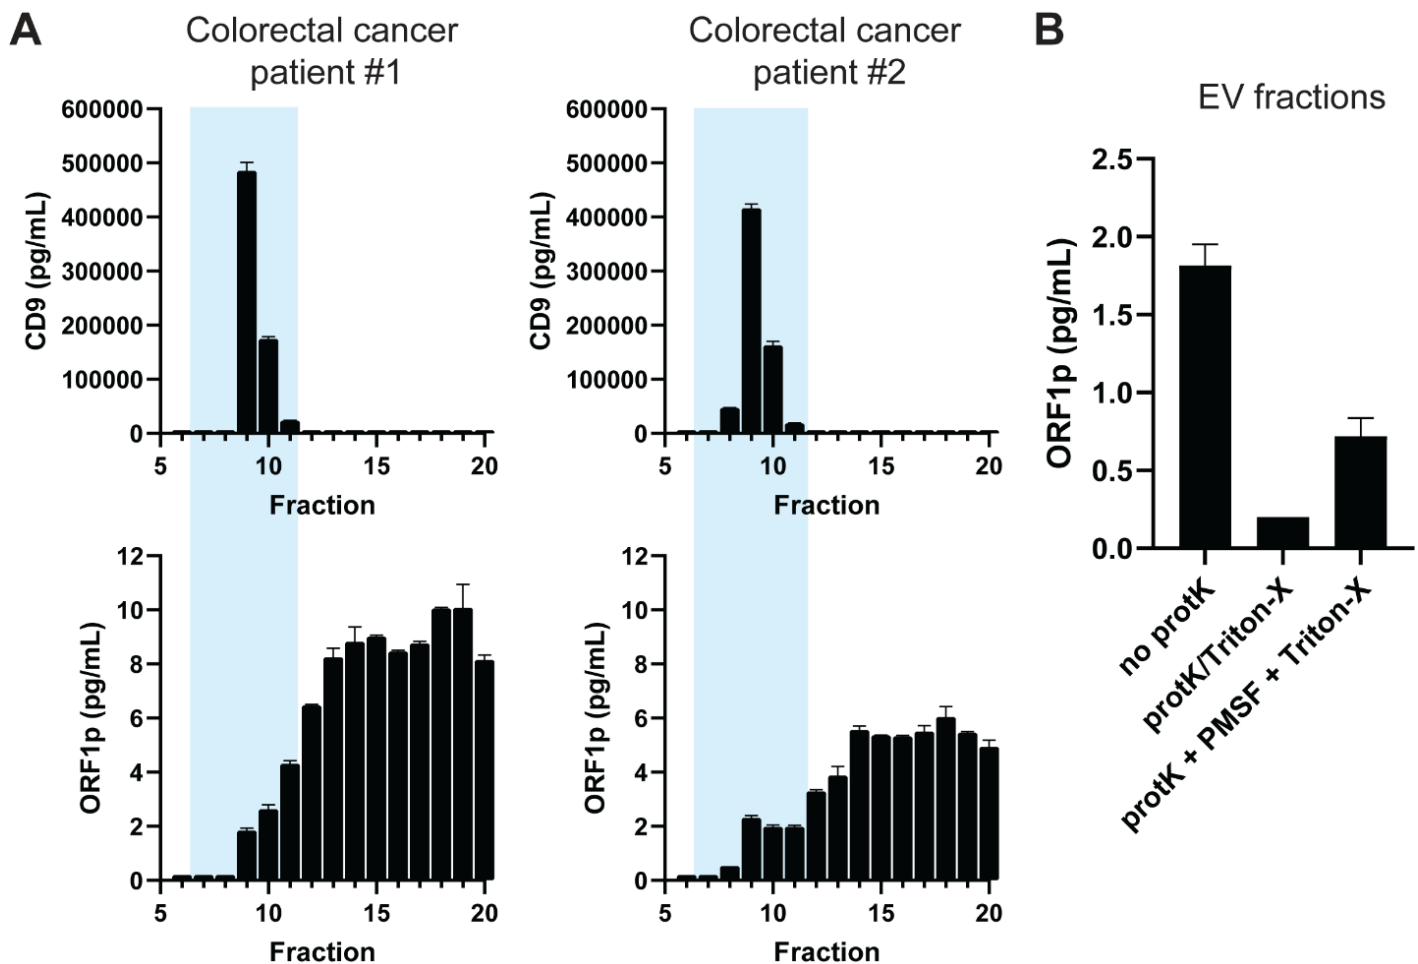 A
Colorectal cancer
patient #1
600000
500000
400000
300000
200000
100000
0
CD9 (pg/mL)
5
10
15
20
Fraction
12
10
8
6
4
2
0
ORF1p (pg/mL)
5
10
15
20
Fraction
Colorectal cancer
patient #2
600000
500000
400000
300000
200000
100000
0
CD9 (pg/mL)
5
10
15
20
Fraction
12
10
8
6
4
2
0
ORF1p (pg/mL)
5
10
15
20
Fraction
B
EV fractions
2.5
2.0
1.5
1.0
0.5
0.0
ORF1p (pg/mL)
no protK
protK/Triton-X
protK + PMSF + Triton-X